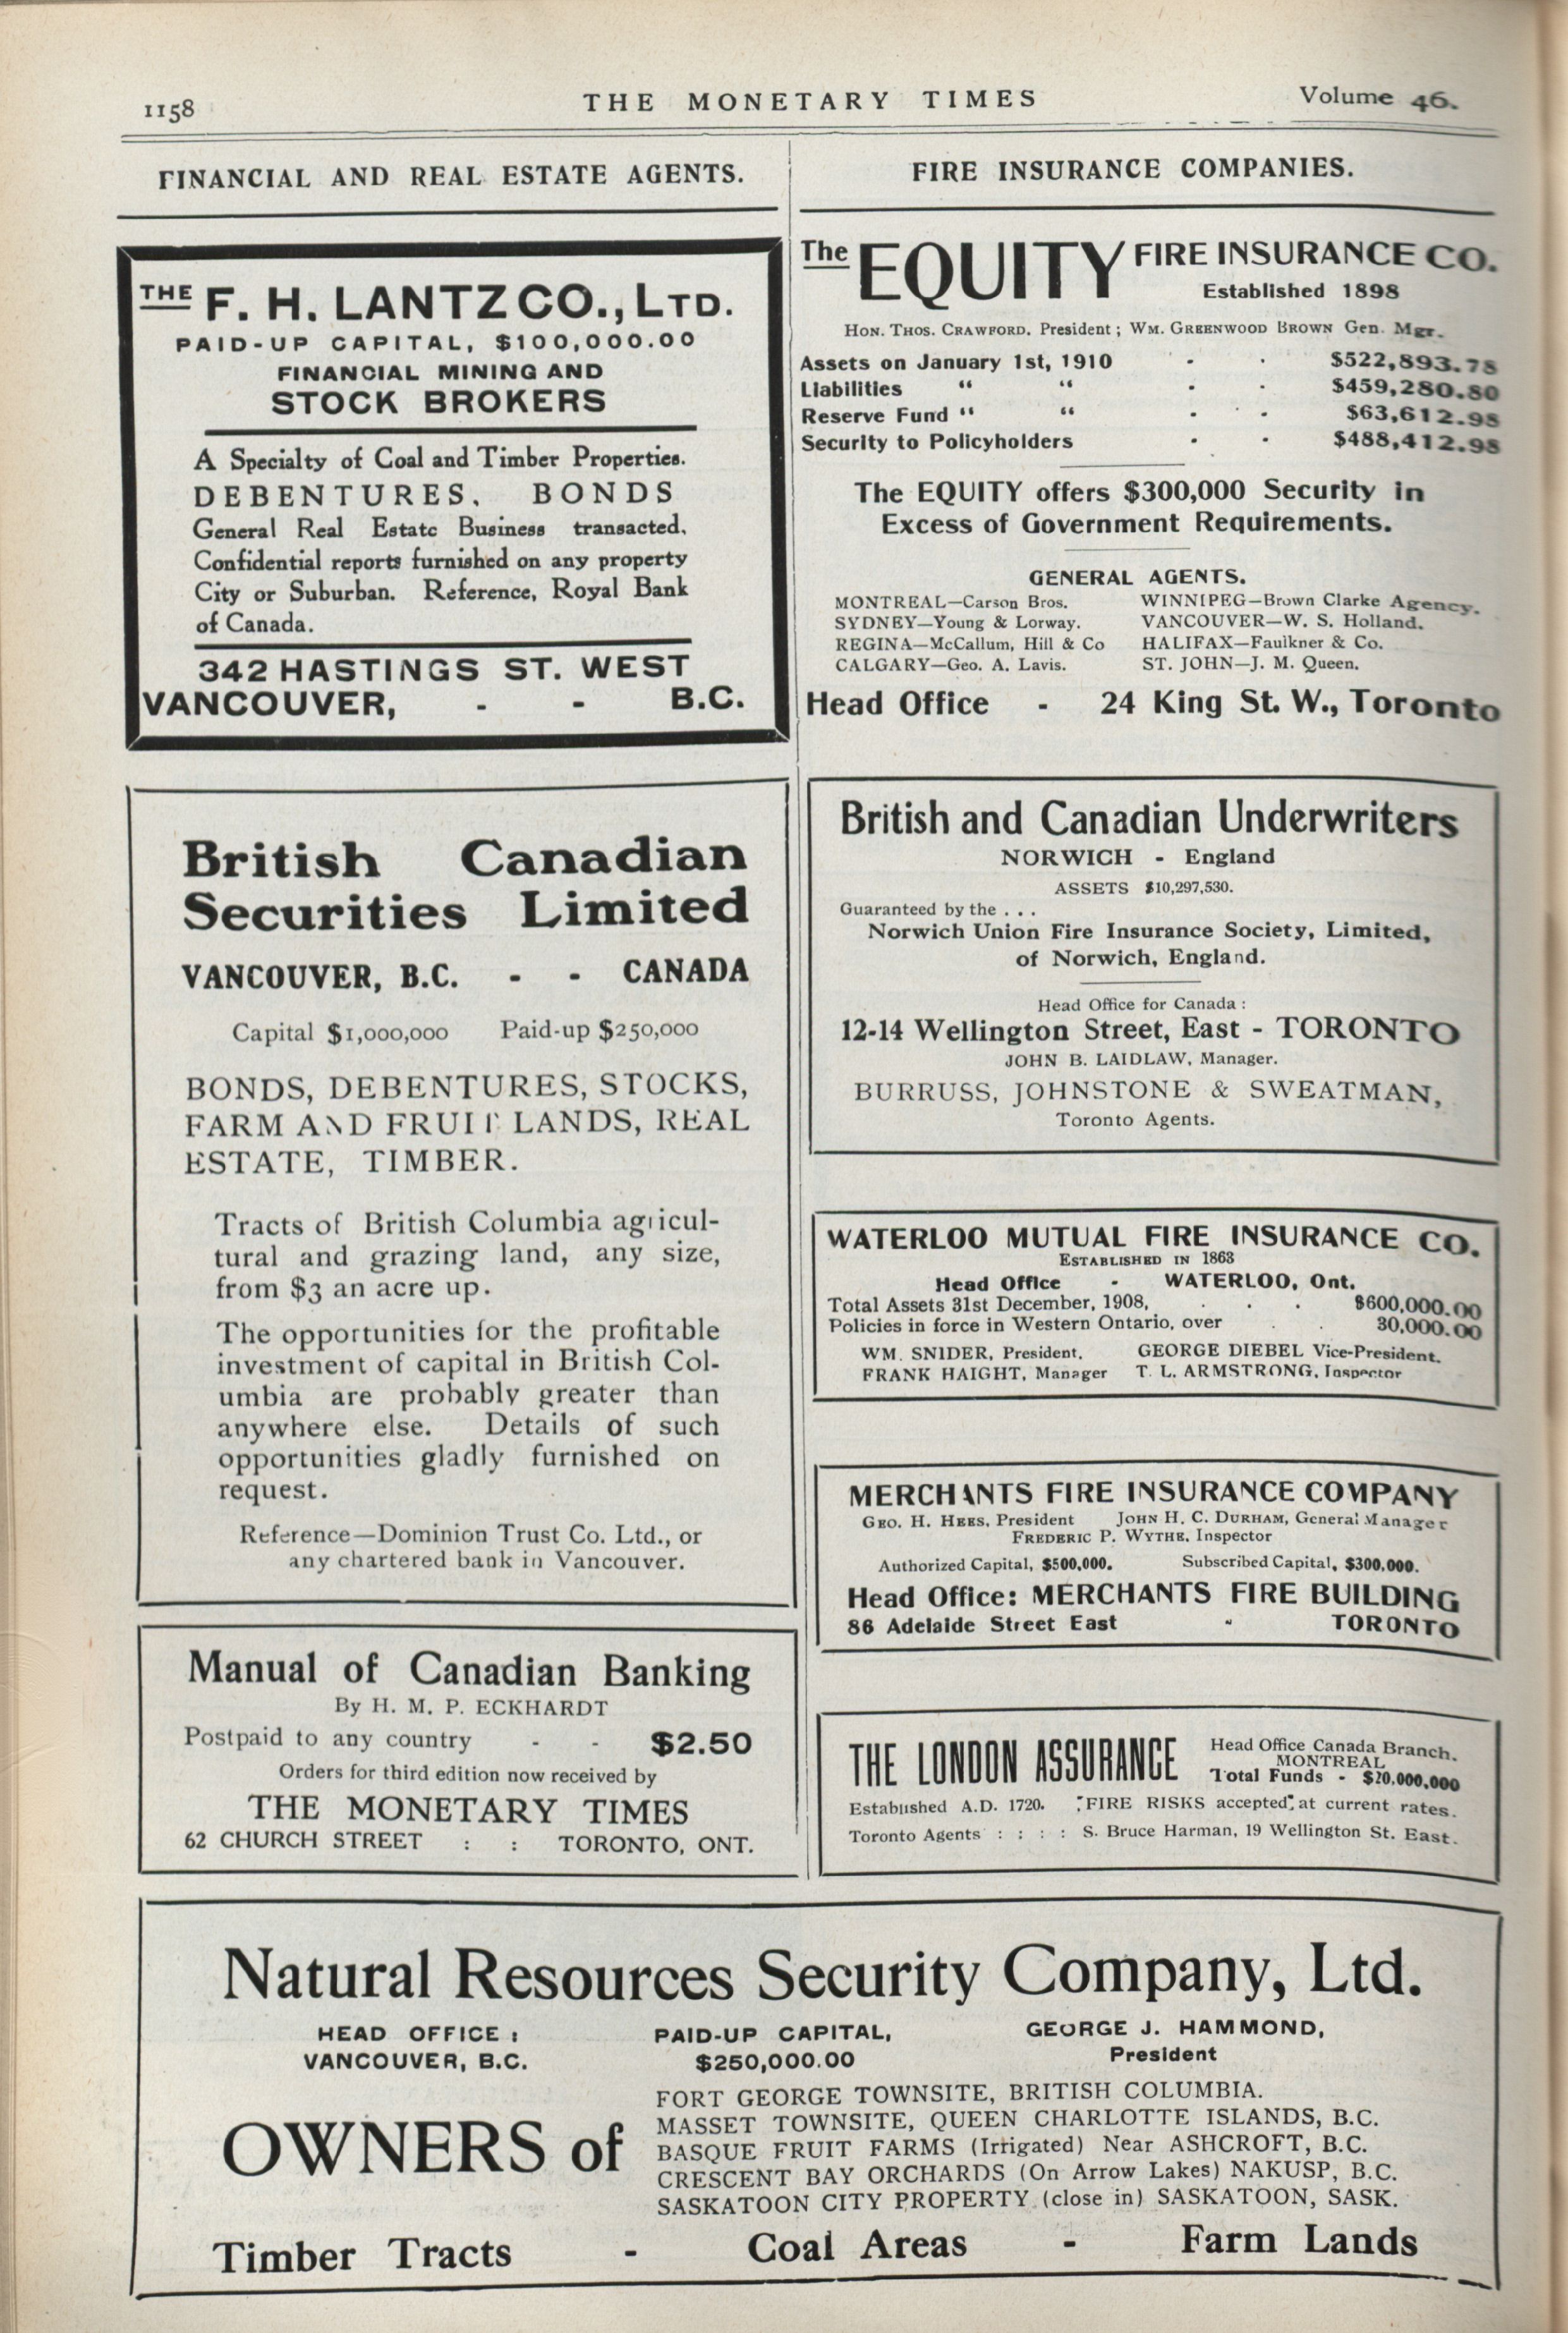 1158
THE MONETARY TIMES
Volume 46.
FINANCIAL AND REAL ESTATE AGENTS.
THE F. H. LANTZ CO., LTD.
PAID-UP CAPITAL, $100,000.00
FINANCIAL MINING AND
STOCK BROKERS
A Specialty of Coal and Timber Properties.
DEBENTURES. BONDS
General Real Estate Business transacted.
Confidential reports furnished on any property
City or Suburban. Reference, Royal Bank
of Canada.
342 HASTINGS ST. WEST
VANCOUVER, - - B.C.
British Canadian
Securities Limited
VANCOUVER, B.C. - - CANADA
Capital $1,000,000 Paid-up $250,000
BONDS, DEBENTURES, STOCKS,
FARM AND FRUIT LANDS, REAL
ESTATE, TIMBER.
Tracts of British Columbia agricul-
tural and grazing land, any size,
from $3 an acre up.
The opportunities for the profitable
investment of capital in British Col-
umbia are probably greater than
anywhere else. Details of such
opportunities gladly furnished on
request.
Reference—Dominion Trust Co. Ltd., or
any chartered bank in Vancouver.
Manual of Canadian Banking
By H. M. P. ECKHARDT
Postpaid to any country - - $2.50
Orders for third edition now received by
THE MONETARY TIMES
62 CHURCH STREET : : TORONTO, ONT.
FIRE INSURANCE COMPANIES.
The EQUITY FIRE INSURANCE CO.
Established 1898
HON. THOS. CRAWFORD, President; WM. GREENWOOD BROWN Gen. Mgr.
Assets on January 1st, 1910 - - $522,893.78
Liabilities " " - - $459,280.80
Reserve Fund " " - - $63,612.98
Security to Policyholders - - $488,412.98
The EQUITY offers $300,000 Security in
Excess of Government Requirements.
GENERAL AGENTS.
MONTREAL—Carson Bros. WINNIPEG—Brown Clarke Agency.
SYDNEY—Young & Lorway. VANCOUVER—W. S. Holland.
REGINA—McCallum, Hill & Co HALIFAX—Faulkner & Co.
CALGARY—Geo. A. Lavis. ST. JOHN—J. M. Queen.
Head Office - 24 King St. W., Toronto
British and Canadian Underwriters
NORWICH - England
ASSETS $10,297,530.
Guaranteed by the . . .
Norwich Union Fire Insurance Society, Limited,
of Norwich, England.
Head Office for Canada:
12-14 Wellington Street, East - TORONTO
JOHN B. LAIDLAW, Manager.
BURRUSS, JOHNSTONE & SWEATMAN,
Toronto Agents.
WATERLOO MUTUAL FIRE INSURANCE CO.
ESTABLISHED IN 1863
Head Office - WATERLOO, Ont.
Total Assets 31st December, 1908, . . . $600,000.00
Policies in force in Western Ontario, over . . 30,000.00
WM. SNIDER, President. GEORGE DIEBEL Vice-President.
FRANK HAIGHT, Manager T. L. ARMSTRONG, Inspector
MERCHANTS FIRE INSURANCE COMPANY
GEO. H. HEES, President JOHN H. C. DURHAM, General Manager
FREDERIC P. WYTHE, Inspector
Authorized Capital, $500,000. Subscribed Capital, $300,000.
Head Office: MERCHANTS FIRE BUILDING
86 Adelaide Street East - TORONTO
THE LONDON ASSURANCE
Head Office Canada Branch.
MONTREAL
Total Funds - $20,000,000
Established A.D. 1720. FIRE RISKS accepted at current rates.
Toronto Agents : : : : S. Bruce Harman, 19 Wellington St. East.
Natural Resources Security Company, Ltd.
HEAD OFFICE: PAID-UP CAPITAL, GEORGE J. HAMMOND,
VANCOUVER, B.C. $250,000.00 President
OWNERS of
FORT GEORGE TOWNSITE, BRITISH COLUMBIA.
MASSET TOWNSITE, QUEEN CHARLOTTE ISLANDS, B.C.
BASQUE FRUIT FARMS (Irrigated) Near ASHCROFT, B.C.
CRESCENT BAY ORCHARDS (On Arrow Lakes) NAKUSP, B.C.
SASKATOON CITY PROPERTY (close in) SASKATOON, SASK.
Timber Tracts - Coal Areas - Farm Lands